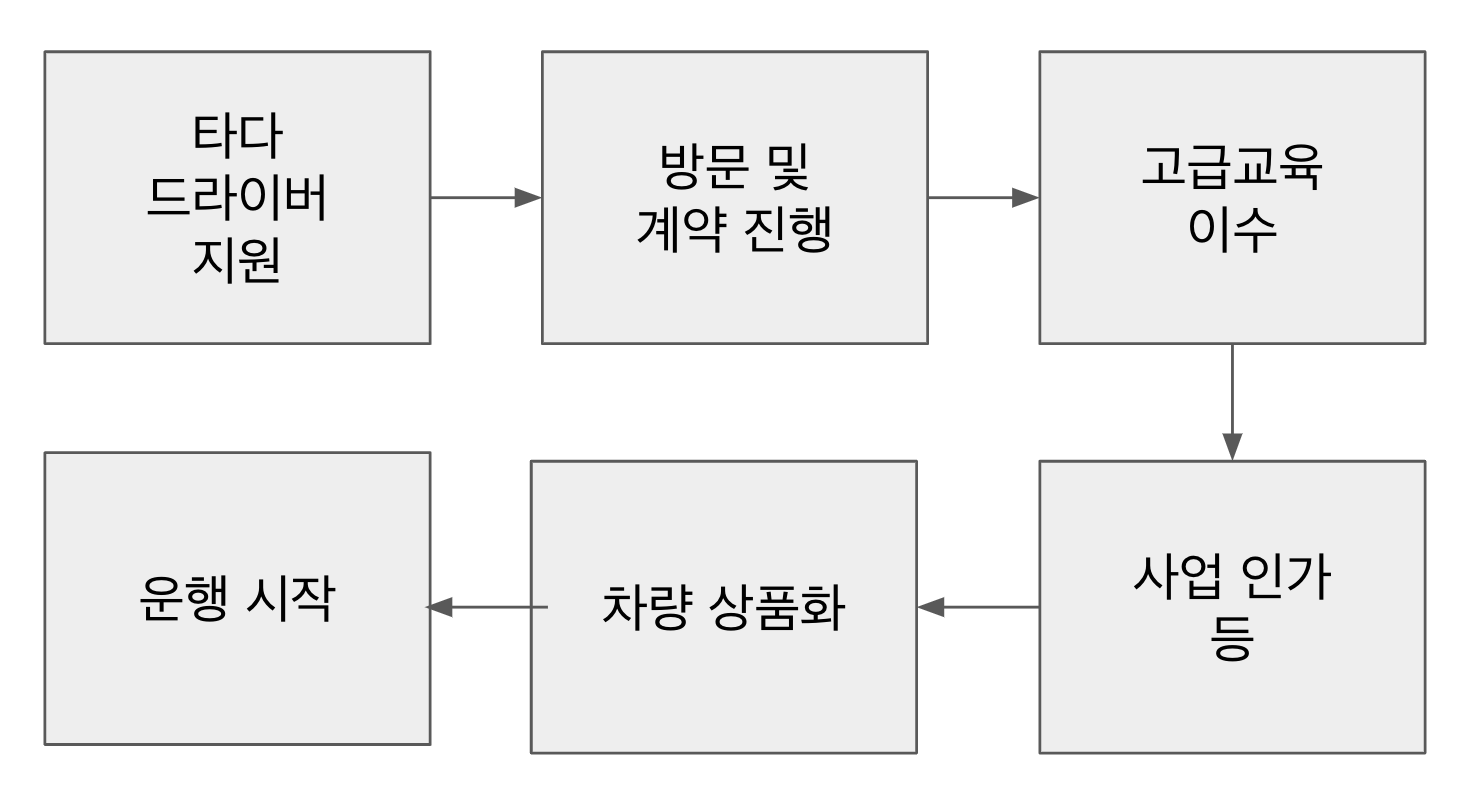 타다
드라이버
지원
방문 및
계약 진행
고급교육
이수
사업 인가
등
차량 상품화
운행 시작